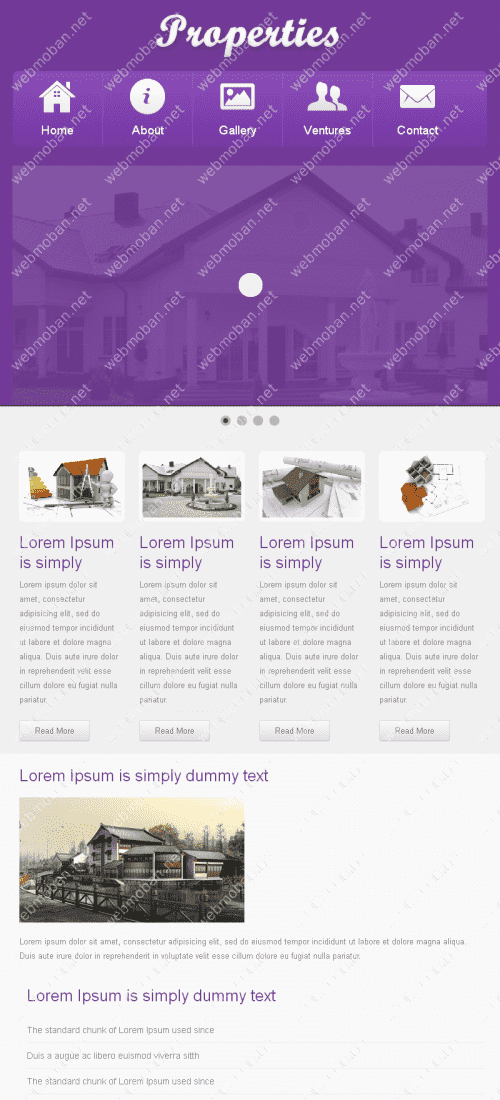 Properties
Home About Gallery Ventures Contact
webmoban.net
Lorem Ipsum
is simply
Lorem ipsum dolor sit
amet, consectetur
adipisicing elit, sed do
eiusmod tempor incididunt
ut labore et dolore magna
aliqua. Duis aute irure dolor
in reprehenderit velit esse
cillum dolore eu fugiat nulla
pariatur.
Read More
Lorem Ipsum
is simply
Lorem ipsum dolor sit
amet, consectetur
adipisicing elit, sed do
eiusmod tempor incididunt
ut labore et dolore magna
aliqua. Duis aute irure dolor
in reprehenderit velit esse
cillum dolore eu fugiat nulla
pariatur.
Read More
Lorem Ipsum
is simply
Lorem ipsum dolor sit
amet, consectetur
adipisicing elit, sed do
eiusmod tempor incididunt
ut labore et dolore magna
aliqua. Duis aute irure dolor
in reprehenderit velit esse
cillum dolore eu fugiat nulla
pariatur.
Read More
Lorem Ipsum
is simply
Lorem ipsum dolor sit
amet, consectetur
adipisicing elit, sed do
eiusmod tempor incididunt
ut labore et dolore magna
aliqua. Duis aute irure dolor
in reprehenderit velit esse
cillum dolore eu fugiat nulla
pariatur.
Read More
Lorem Ipsum is simply dummy text
Lorem ipsum dolor sit amet, consectetur adipisicing elit, sed do eiusmod tempor incididunt ut labore et dolore magna aliqua.
Duis aute irure dolor in reprehenderit in voluptate velit esse cillum dolore eu fugiat nulla pariatur.
Lorem Ipsum is simply dummy text
The standard chunk of Lorem Ipsum used since
Duis a augue ac libero euismod viverra sitth
The standard chunk of Lorem Ipsum used since